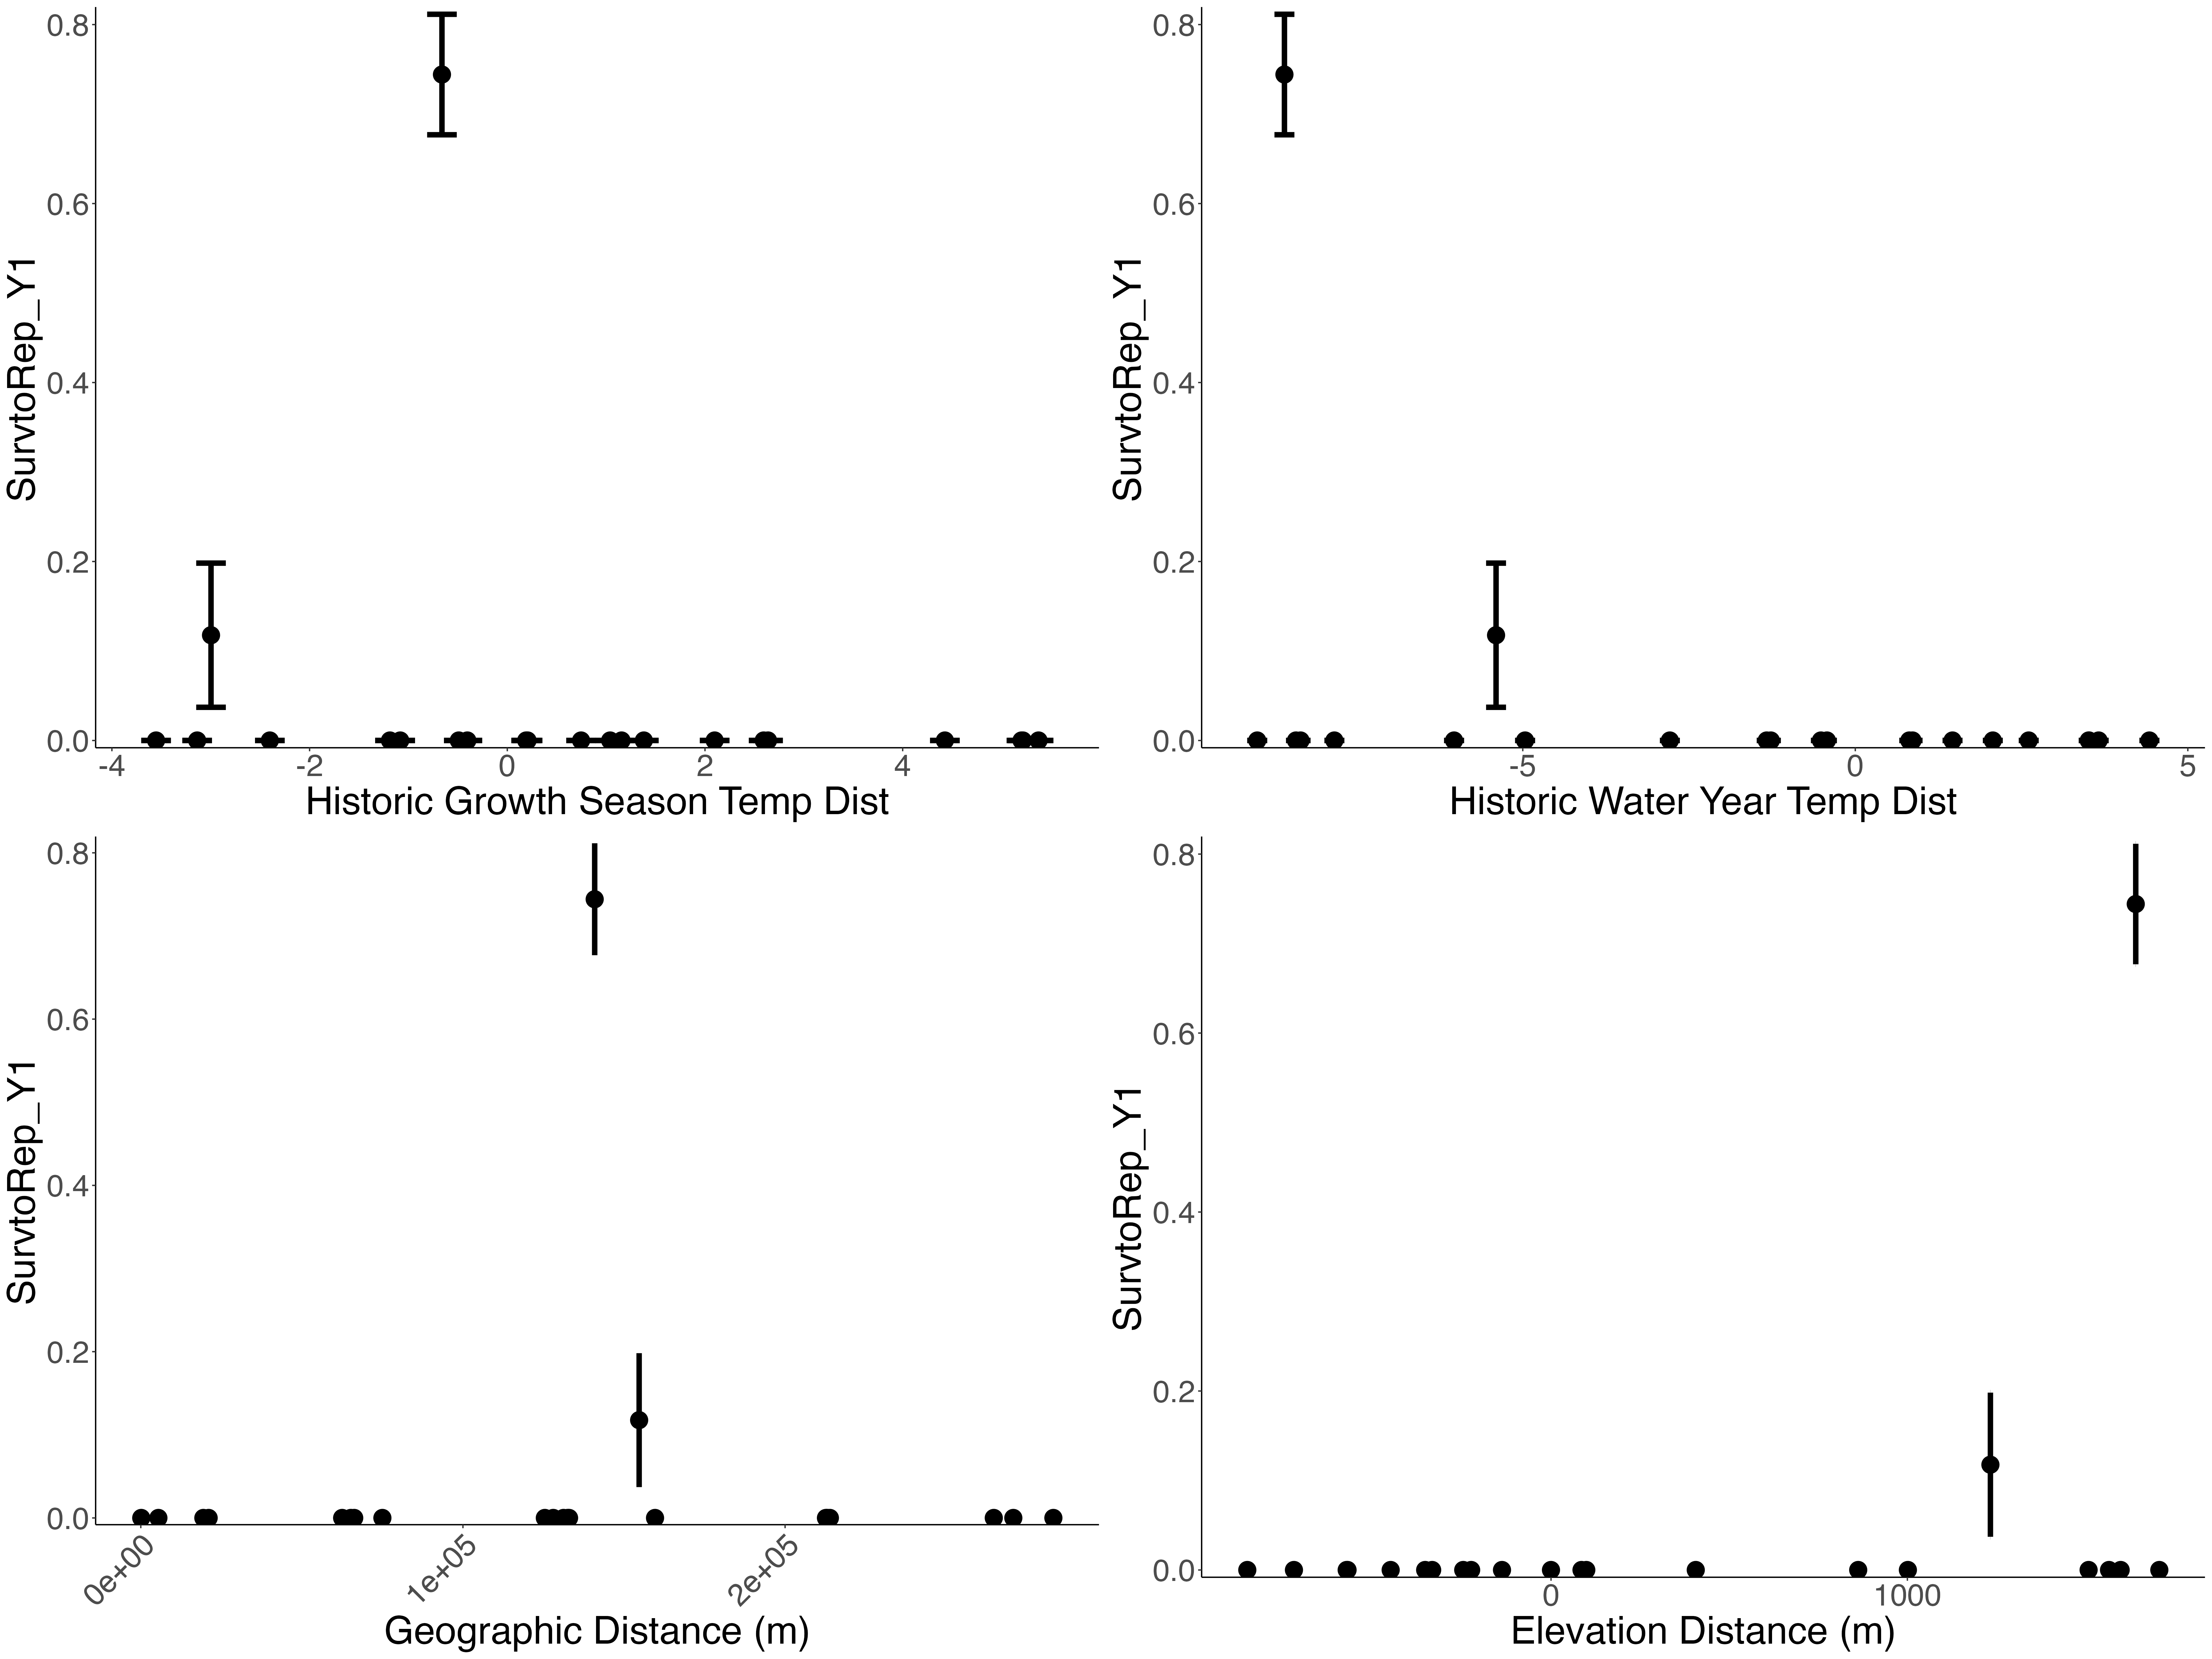 0.8
0.6
0.4
0.2
0.0
SurvtoRep_Y1
-4 -2 0 2 4
Historic Growth Season Temp Dist
0.8
0.6
0.4
0.2
0.0
SurvtoRep_Y1
-5 0 5
Historic Water Year Temp Dist
0.8
0.6
0.4
0.2
0.0
SurvtoRep_Y1
0e+00 1e+05 2e+05
Geographic Distance (m)
0.8
0.6
0.4
0.2
0.0
SurvtoRep_Y1
0 1000
Elevation Distance (m)